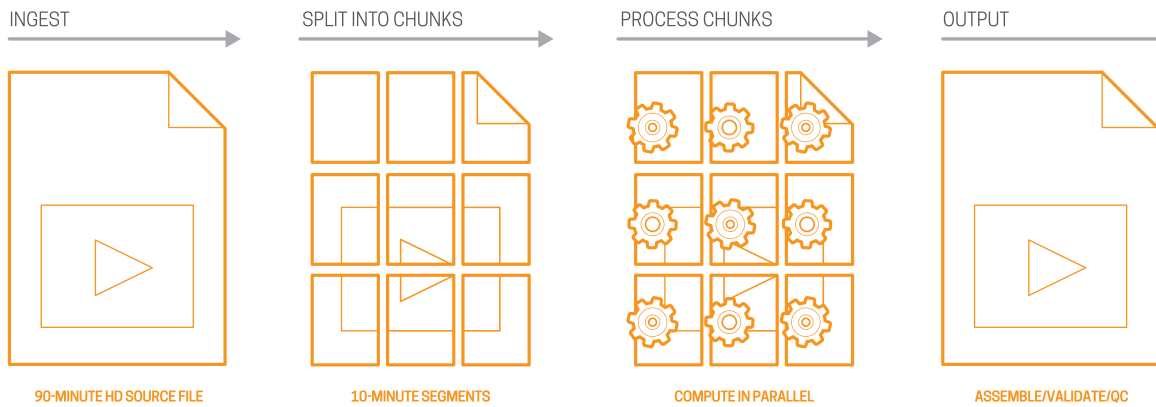 INGEST
SPLIT INTO CHUNKS
PROCESS CHUNKS
OUTPUT
90-MINUTE HD SOURCE FILE
10-MINUTE SEGMENTS
COMPUTE IN PARALLEL
ASSEMBLE/VALIDATE/QC